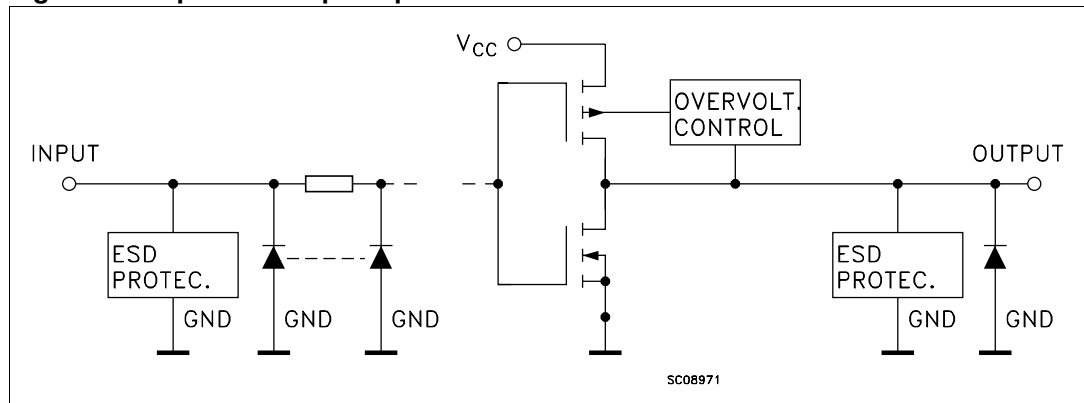 VCC
OVERVOLT.
CONTROL
INPUT
OUTPUT
ESD
PROTEC.
ESD
PROTEC.
GND
GND
GND
GND
GND
SC08971